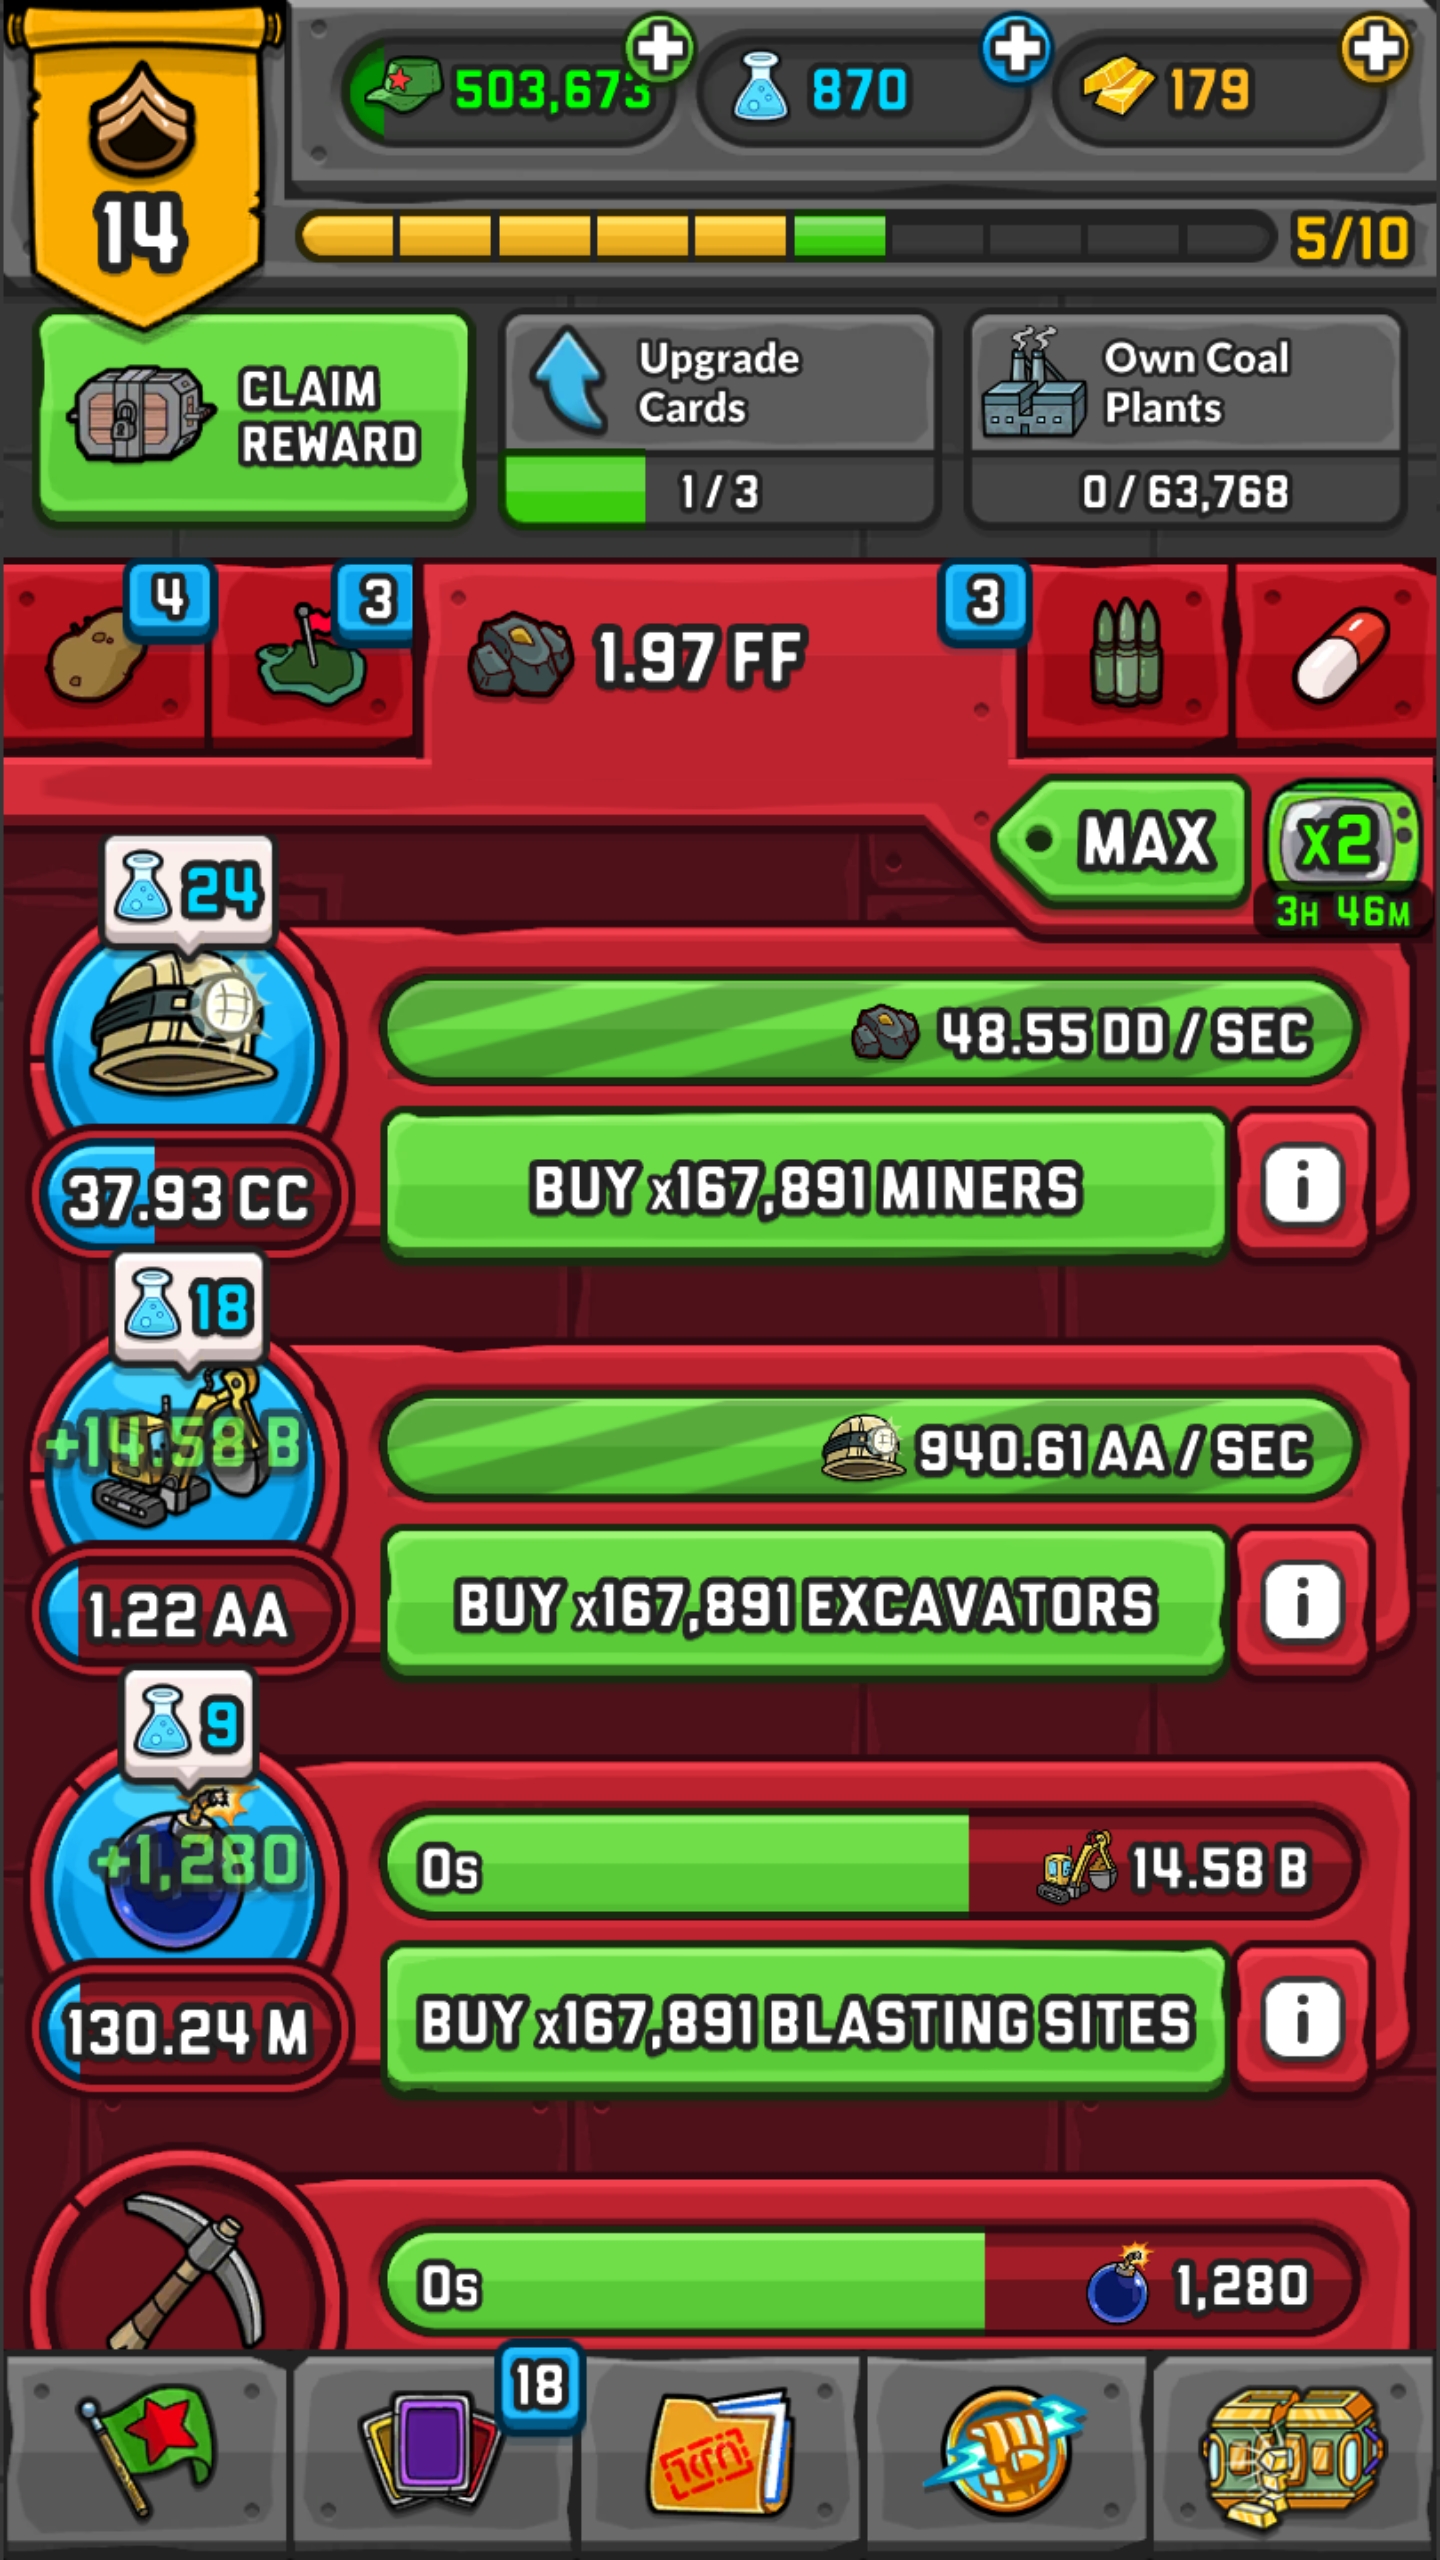 503,673
870
179
14
5/10
CLAIM
REWARD
Upgrade
Cards
1 / 3
Own Coal
Plants
0 / 63,768
4
3
1.97 FF
3
MAX
x2
3H 46M
24
48.55 DD / SEC
37.93 CC
BUY x167,891 MINERS
18
+14.58 B
940.61 AA / SEC
1.22 AA
BUY x167,891 EXCAVATORS
9
+1,280
0s
14.58 B
130.24 M
BUY x167,891 BLASTING SITES
0s
1,280
18